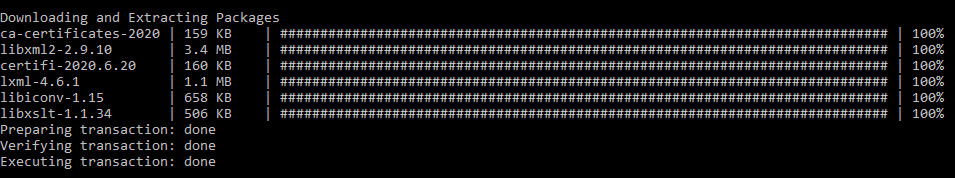 Downloading and Extracting Packages
ca-certificates-2020 | 159 KB    | ############################################################################ | 100%
libxml2-2.9.10       | 3.4 MB    | ############################################################################ | 100%
certifi-2020.6.20    | 160 KB    | ############################################################################ | 100%
lxml-4.6.1           | 1.1 MB    | ############################################################################ | 100%
libiconv-1.15        | 658 KB    | ############################################################################ | 100%
libxslt-1.1.34       | 506 KB    | ############################################################################ | 100%
Preparing transaction: done
Verifying transaction: done
Executing transaction: done